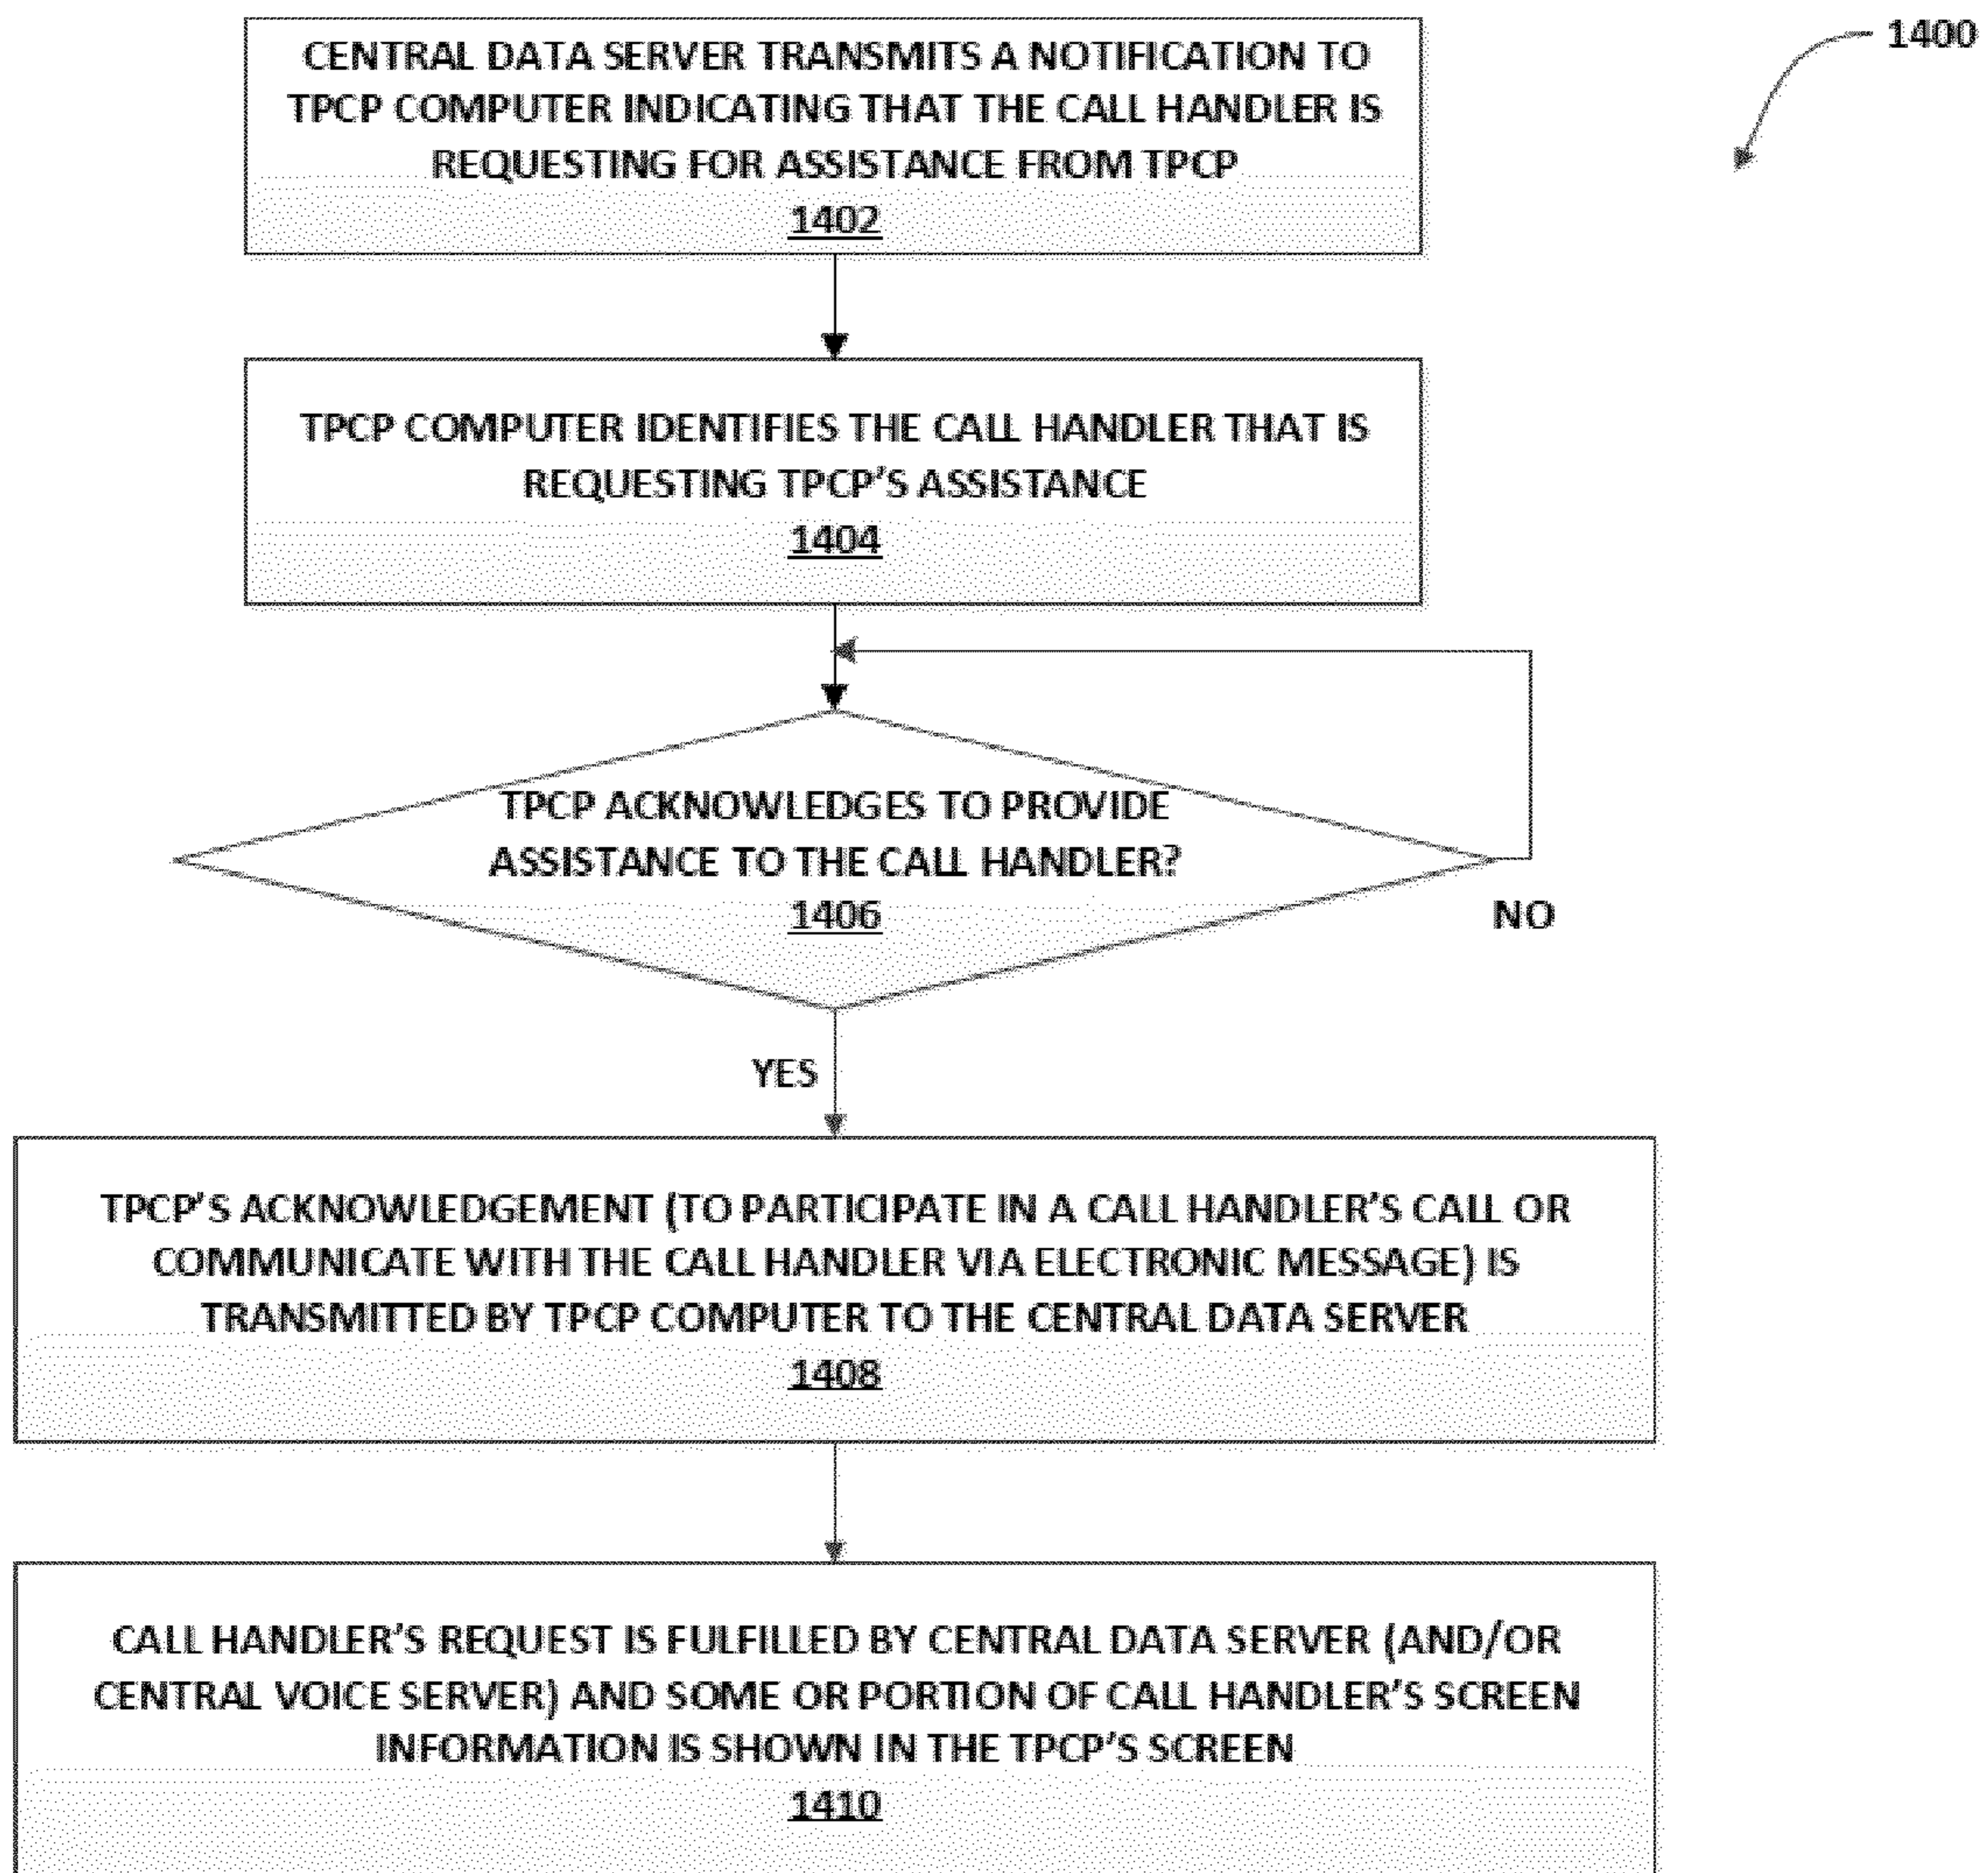 1400
CENTRAL DATA SERVER TRANSMITS A NOTIFICATION TO
TPCP COMPUTER INDICATING THAT THE CALL HANDLER IS
REQUESTING FOR ASSISTANCE FROM TPCP
1402
TPCP COMPUTER IDENTIFIES THE CALL HANDLER THAT IS
REQUESTING TPCP'S ASSISTANCE
1404
TPCP ACKNOWLEDGES TO PROVIDE
ASSISTANCE TO THE CALL HANDLER?
1406
NO
YES
TPCP'S ACKNOWLEDGEMENT (TO PARTICIPATE IN A CALL HANDLER'S CALL OR
COMMUNICATE WITH THE CALL HANDLER VIA ELECTRONIC MESSAGE) IS
TRANSMITTED BY TPCP COMPUTER TO THE CENTRAL DATA SERVER
1408
CALL HANDLER'S REQUEST IS FULFILLED BY CENTRAL DATA SERVER (AND/OR
CENTRAL VOICE SERVER) AND SOME OR PORTION OF CALL HANDLER'S SCREEN
INFORMATION IS SHOWN IN THE TPCP'S SCREEN
1410